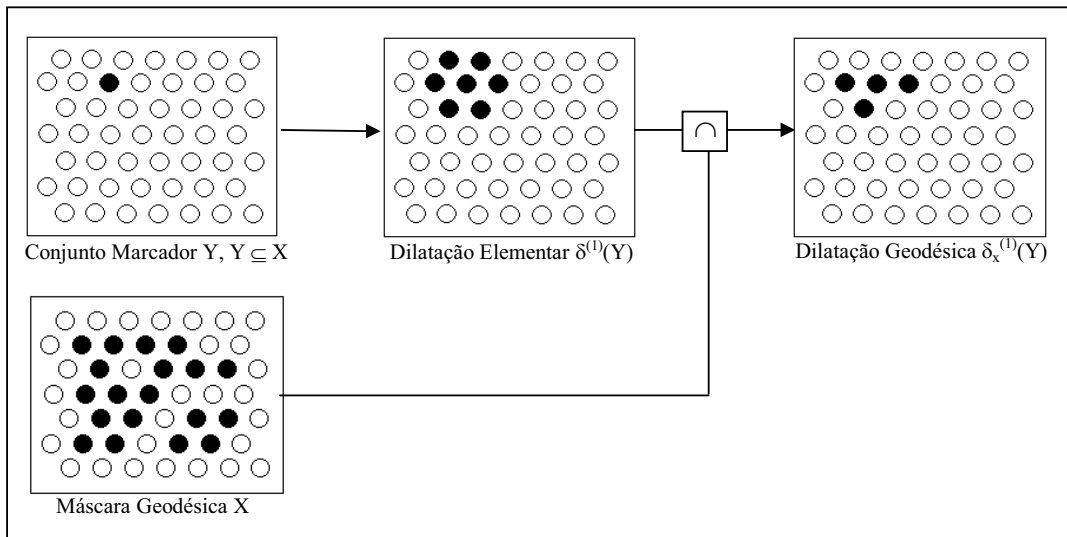 Conjunto Marcador Y, Y ⊆ X
Dilatação Elementar δ⁽¹⁾(Y)
∩
Dilatação Geodésica δₓ⁽¹⁾(Y)
Máscara Geodésica X